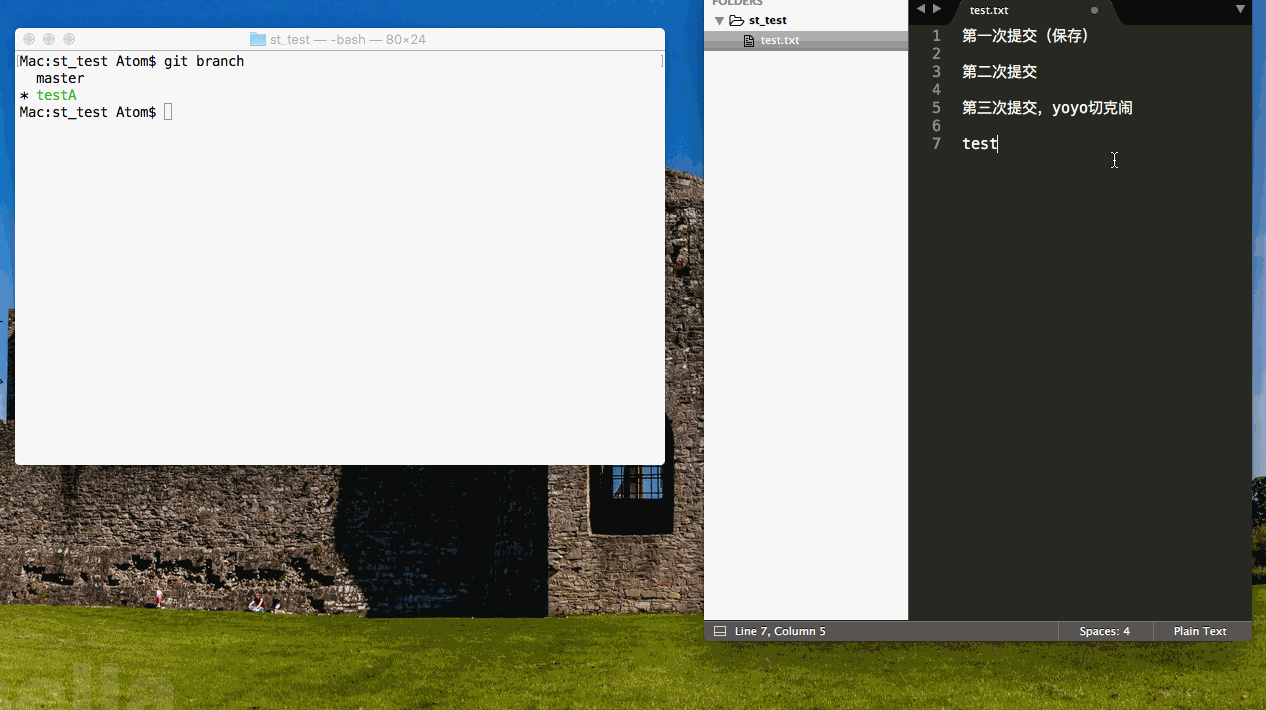 st_test — -bash — 80×24
Mac:st_test Atom$ git branch
master
* testA
Mac:st_test Atom$
FOLDERS
st_test
test.txt
test.txt
1 第一次提交（保存）
2
3 第二次提交
4
5 第三次提交，yoyo切克闹
6
7 test
Line 7, Column 5
Spaces: 4
Plain Text